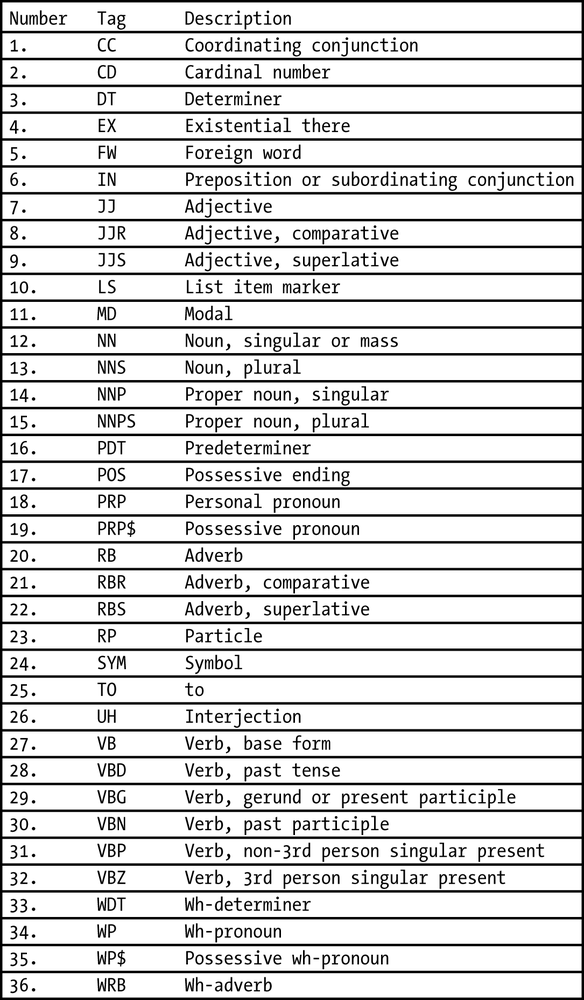 Number Tag Description
1. CC Coordinating conjunction
2. CD Cardinal number
3. DT Determiner
4. EX Existential there
5. FW Foreign word
6. IN Preposition or subordinating conjunction
7. JJ Adjective
8. JJR Adjective, comparative
9. JJS Adjective, superlative
10. LS List item marker
11. MD Modal
12. NN Noun, singular or mass
13. NNS Noun, plural
14. NNP Proper noun, singular
15. NNPS Proper noun, plural
16. PDT Predeterminer
17. POS Possessive ending
18. PRP Personal pronoun
19. PRP$ Possessive pronoun
20. RB Adverb
21. RBR Adverb, comparative
22. RBS Adverb, superlative
23. RP Particle
24. SYM Symbol
25. TO to
26. UH Interjection
27. VB Verb, base form
28. VBD Verb, past tense
29. VBG Verb, gerund or present participle
30. VBN Verb, past participle
31. VBP Verb, non-3rd person singular present
32. VBZ Verb, 3rd person singular present
33. WDT Wh-determiner
34. WP Wh-pronoun
35. WP$ Possessive wh-pronoun
36. WRB Wh-adverb